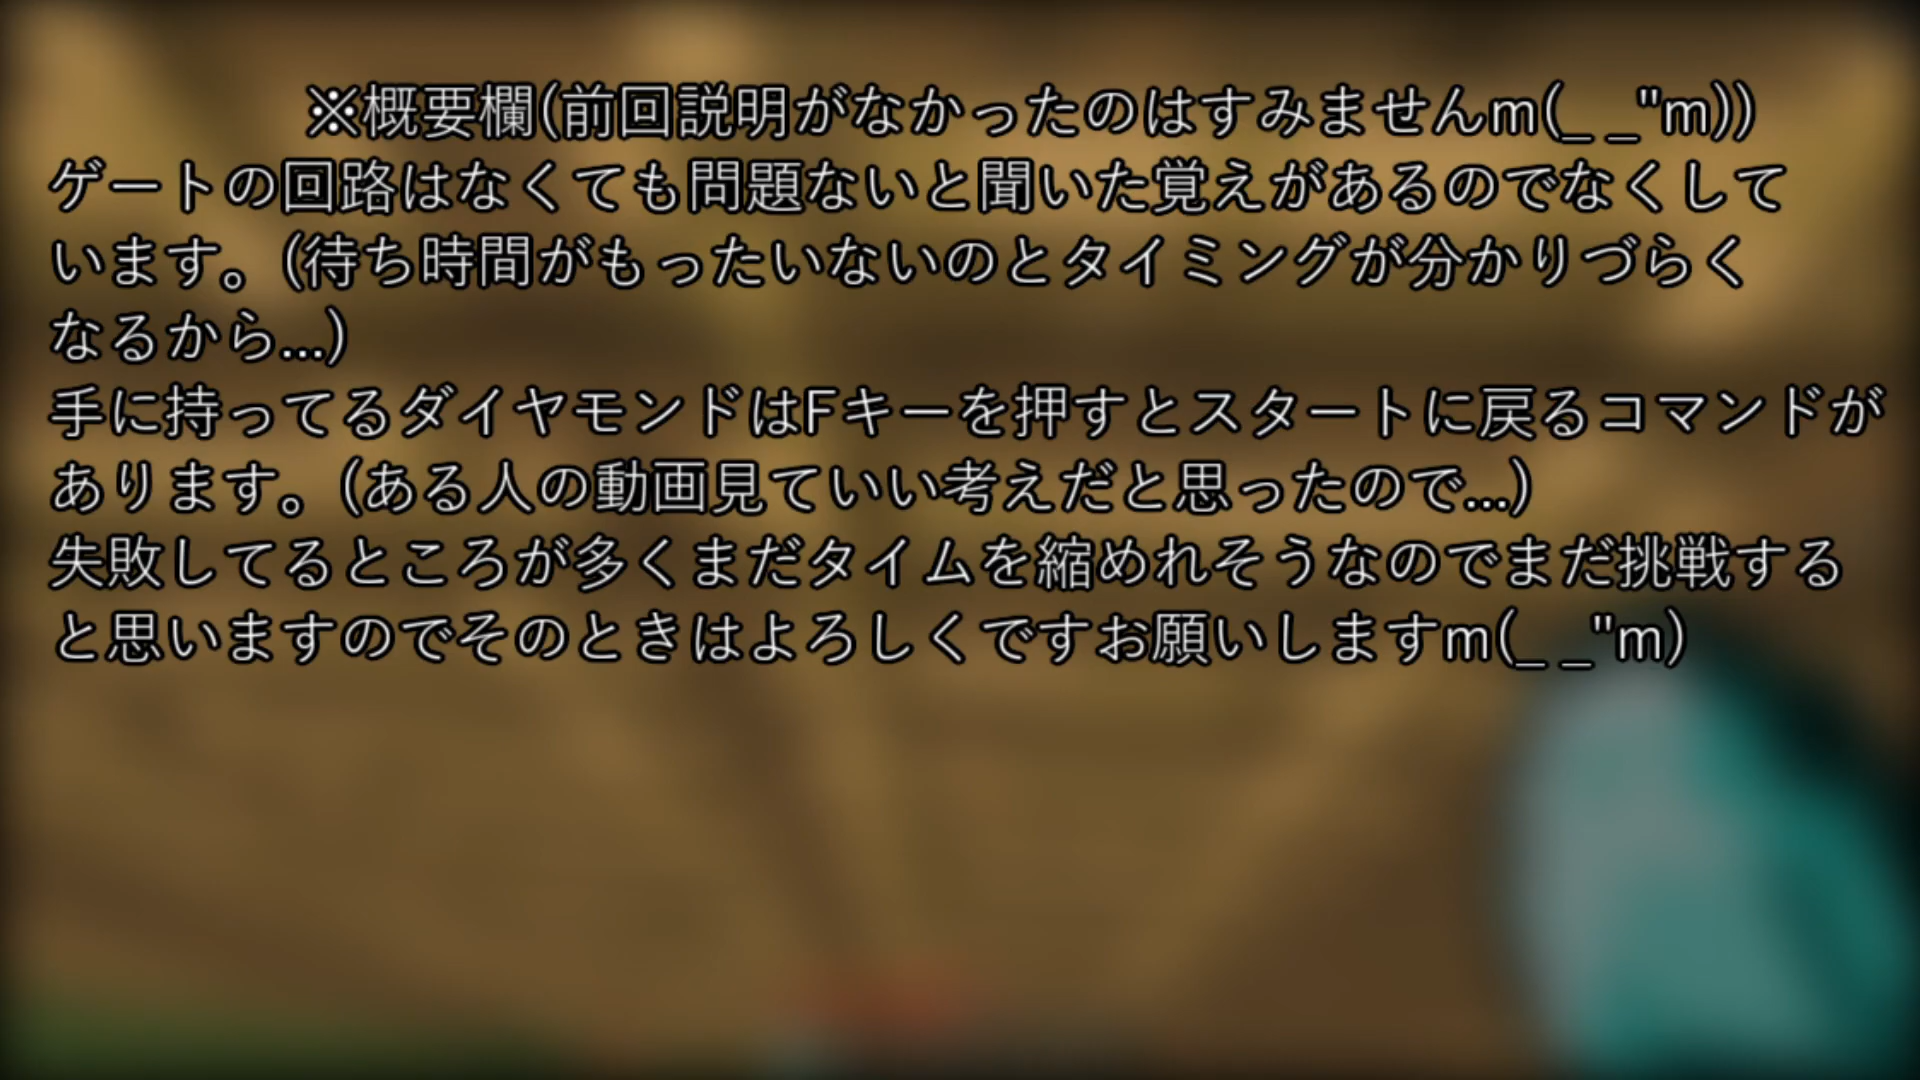 ※概要欄(前回説明がなかったのはすみませんm(_ _"m))
ゲートの回路はなくても問題ないと聞いた覚えがあるのでなくして
います。(待ち時間がもったいないのとタイミングが分かりづらく
なるから...)
手に持ってるダイヤモンドはFキーを押すとスタートに戻るコマンドが
あります。(ある人の動画見ていい考えだと思ったので...)
失敗してるところが多くまだタイムを縮めれそうなのでまだ挑戦する
と思いますのでそのときはよろしくですお願いしますm(_ _"m)